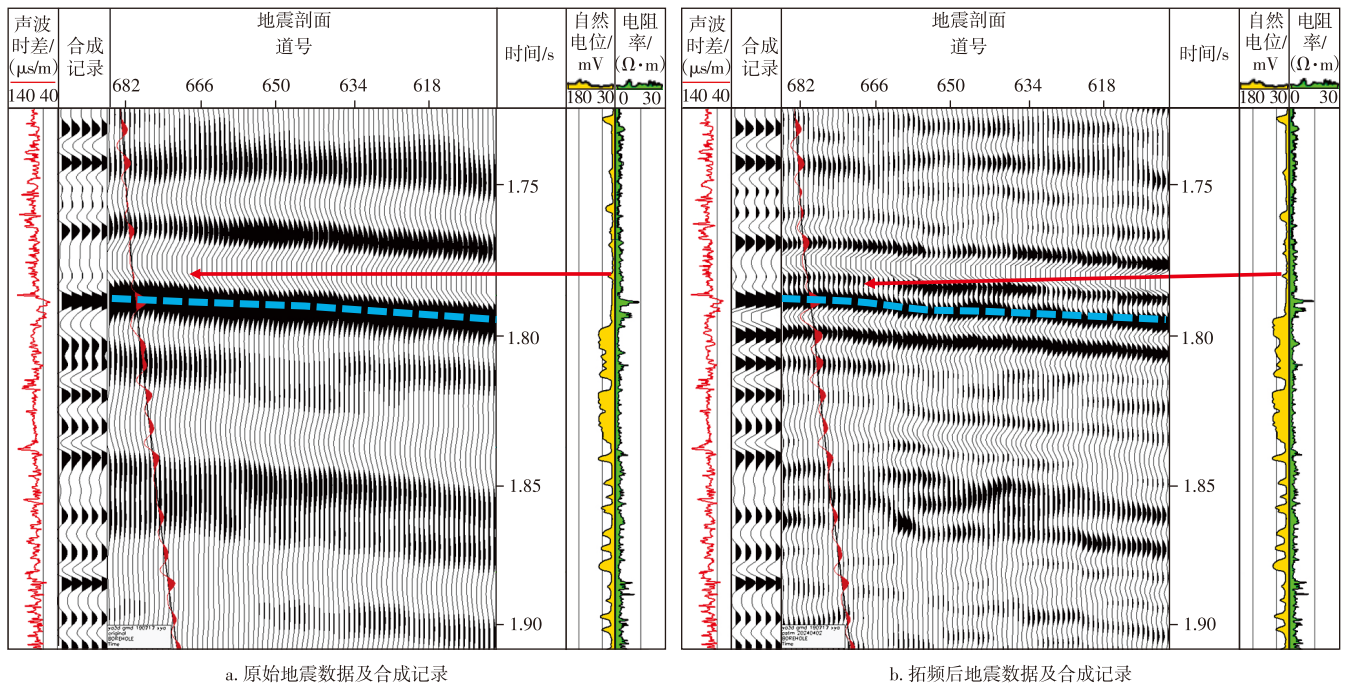 声波
时差/
(μs/m)
140 40
合成
记录
地震剖面
道号
682 666 650 634 618
时间/s
自然
电位/
mV
180 30
电阻
率/
(Ω·m)
0 30
1.75
1.80
1.85
1.90
original
BOREHOLE
Time
a. 原始地震数据及合成记录
声波
时差/
(μs/m)
140 40
合成
记录
地震剖面
道号
682 666 650 634 618
时间/s
自然
电位/
mV
180 30
电阻
率/
(Ω·m)
0 30
1.75
1.80
1.85
1.90
BOREHOLE
Time
b. 拓频后地震数据及合成记录